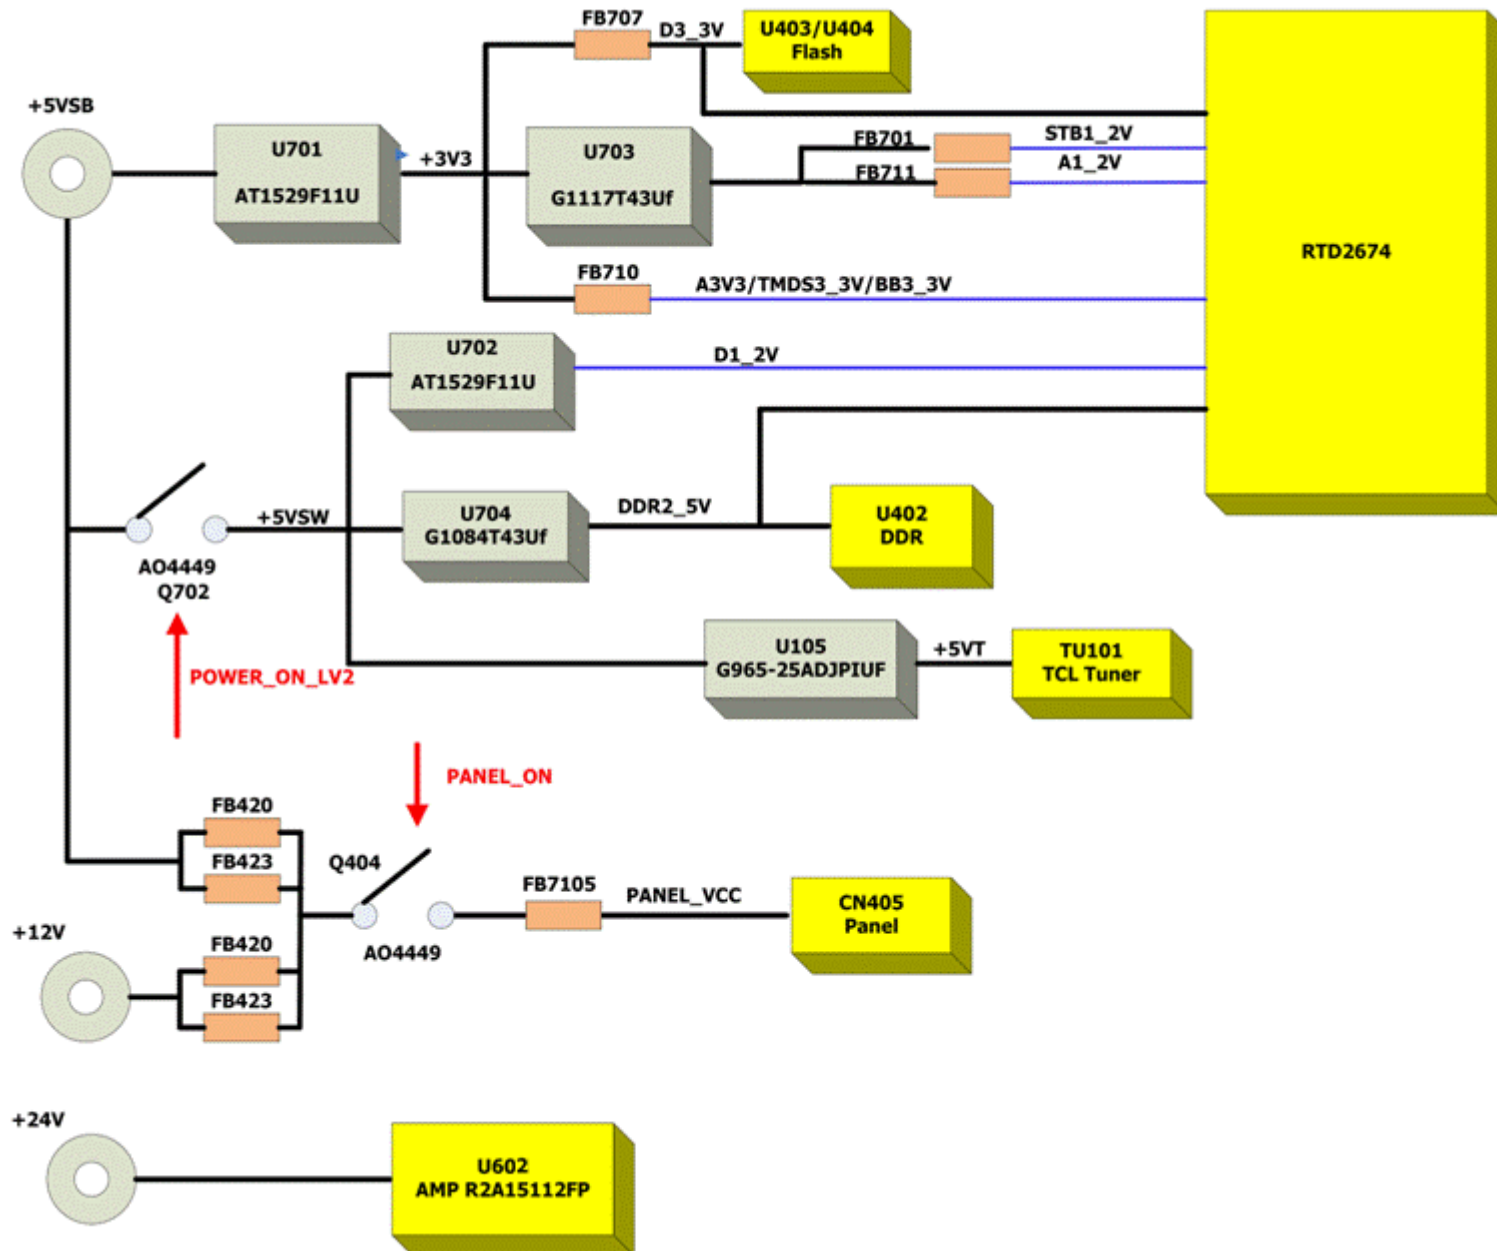 FB707
D3_3V
U403/U404
Flash
+5VSB
U701
AT1529F11U
+3V3
U703
G1117T43Uf
FB701
STB1_2V
FB711
A1_2V
RTD2674
FB710
A3V3/TMDS3_3V/BB3_3V
U702
AT1529F11U
D1_2V
+5VSW
U704
G1084T43Uf
DDR2_5V
U402
DDR
AO4449
Q702
POWER_ON_LV2
U105
G965-25ADJPIUF
+5VT
TU101
TCL Tuner
PANEL_ON
FB420
FB423
Q404
AO4449
FB7105
PANEL_VCC
CN405
Panel
+12V
FB420
FB423
+24V
U602
AMP R2A15112FP